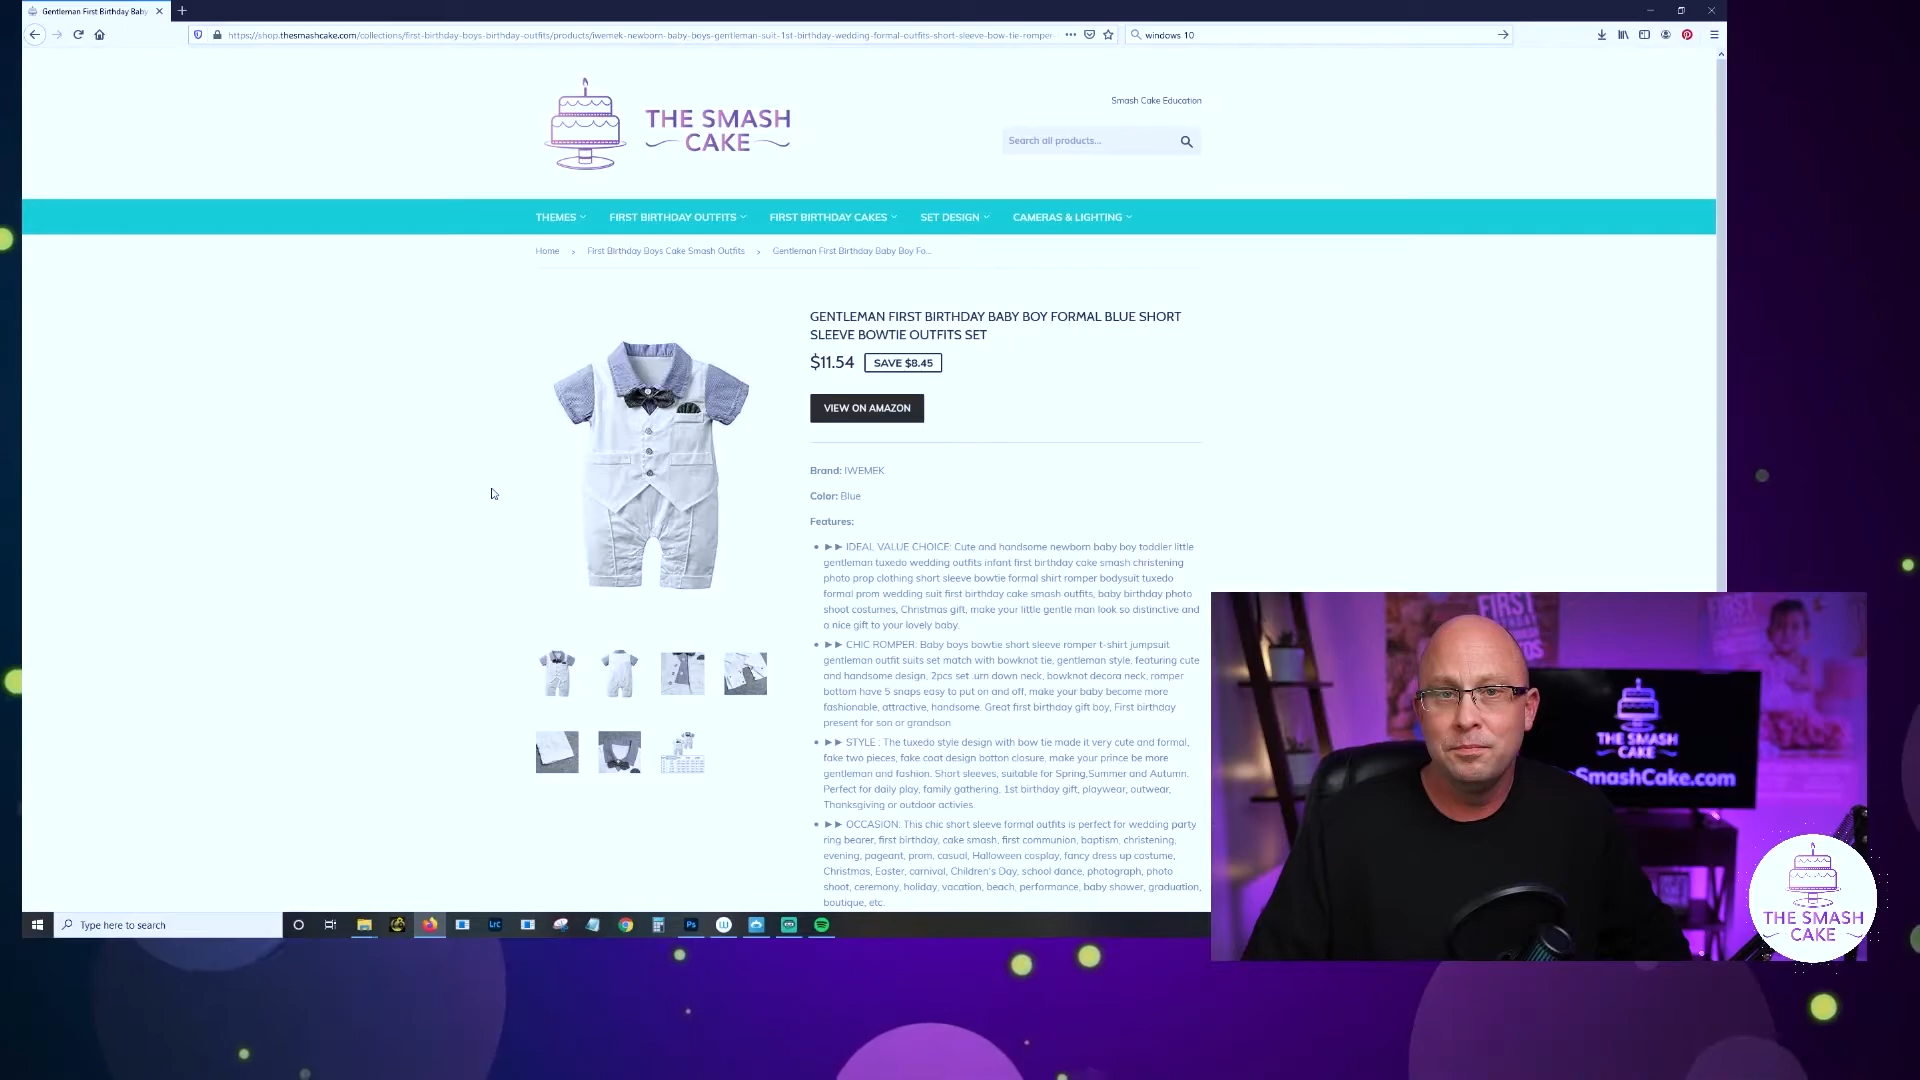 Gentleman First Birthday Baby
https://shop.thesmashcake.com/collections/first-birthday-boys-birthday-outfits/products/iwemek-newborn-baby-boys-gentleman-suit-1st-birthday-wedding-formal-outfits-short-sleeve-bow-tie-romper-
windows 10
Smash Cake Education
THE SMASH
CAKE
Search all products...
THEMES
FIRST BIRTHDAY OUTFITS
FIRST BIRTHDAY CAKES
SET DESIGN
CAMERAS & LIGHTING
Home › First Birthday Boys Cake Smash Outfits › Gentleman First Birthday Baby Boy Fo...
GENTLEMAN FIRST BIRTHDAY BABY BOY FORMAL BLUE SHORT
SLEEVE BOWTIE OUTFITS SET
$11.54 SAVE $8.45
VIEW ON AMAZON
Brand: IWEMEK
Color: Blue
Features:
• ►► IDEAL VALUE CHOICE: Cute and handsome newborn baby boy toddler little
gentleman tuxedo wedding outfits infant first birthday cake smash christening
photo prop clothing short sleeve bowtie formal shirt romper bodysuit tuxedo
formal prom wedding suit first birthday cake smash outfits, baby birthday photo
shoot costumes, Christmas gift, make your little gentle man look so distinctive and
a nice gift to your lovely baby.
• ►► CHIC ROMPER: Baby boys bowtie short sleeve romper t-shirt jumpsuit
gentleman outfit suits set match with bowknot tie, gentleman style, featuring cute
and handsome design, 2pcs set .urn down neck, bowknot decora neck, romper
bottom have 5 snaps easy to put on and off, make your baby become more
fashionable, attractive, handsome. Great first birthday gift boy, First birthday
present for son or grandson
• ►► STYLE : The tuxedo style design with bow tie made it very cute and formal,
fake two pieces, fake coat design botton closure, make your prince be more
gentleman and fashion. Short sleeves, suitable for Spring,Summer and Autumn.
Perfect for daily play, family gathering. 1st birthday gift, playwear, outwear,
Thanksgiving or outdoor activies.
• ►► OCCASION: This chic short sleeve formal outfits is perfect for wedding party
ring bearer, first birthday, cake smash, first communion, baptism, christening,
evening, pageant, prom, casual, Halloween cosplay, fancy dress up costume,
Christmas, Easter, carnival, Children's Day, school dance, photograph, photo
shoot, ceremony, holiday, vacation, beach, performance, baby shower, graduation,
boutique, etc.
FIRST
THE SMASH
CAKE
eSmashCake.com
THE SMASH
CAKE
Type here to search
Lrc
Ps